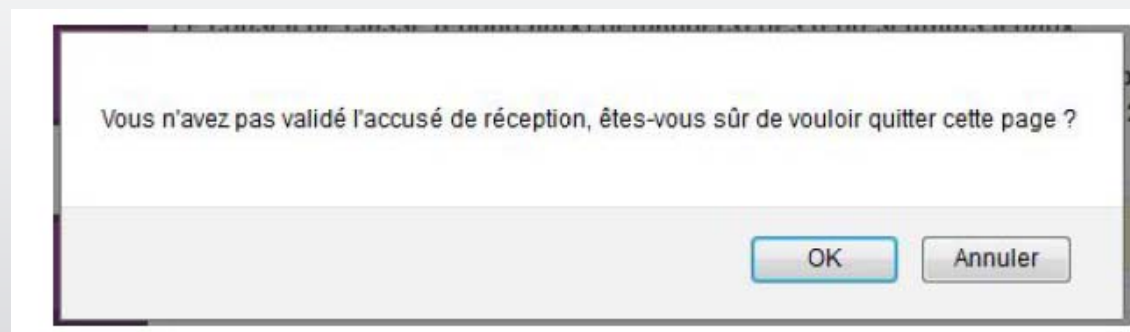 Vous n'avez pas validé l'accusé de réception, êtes-vous sûr de vouloir quitter cette page ?
OK
Annuler